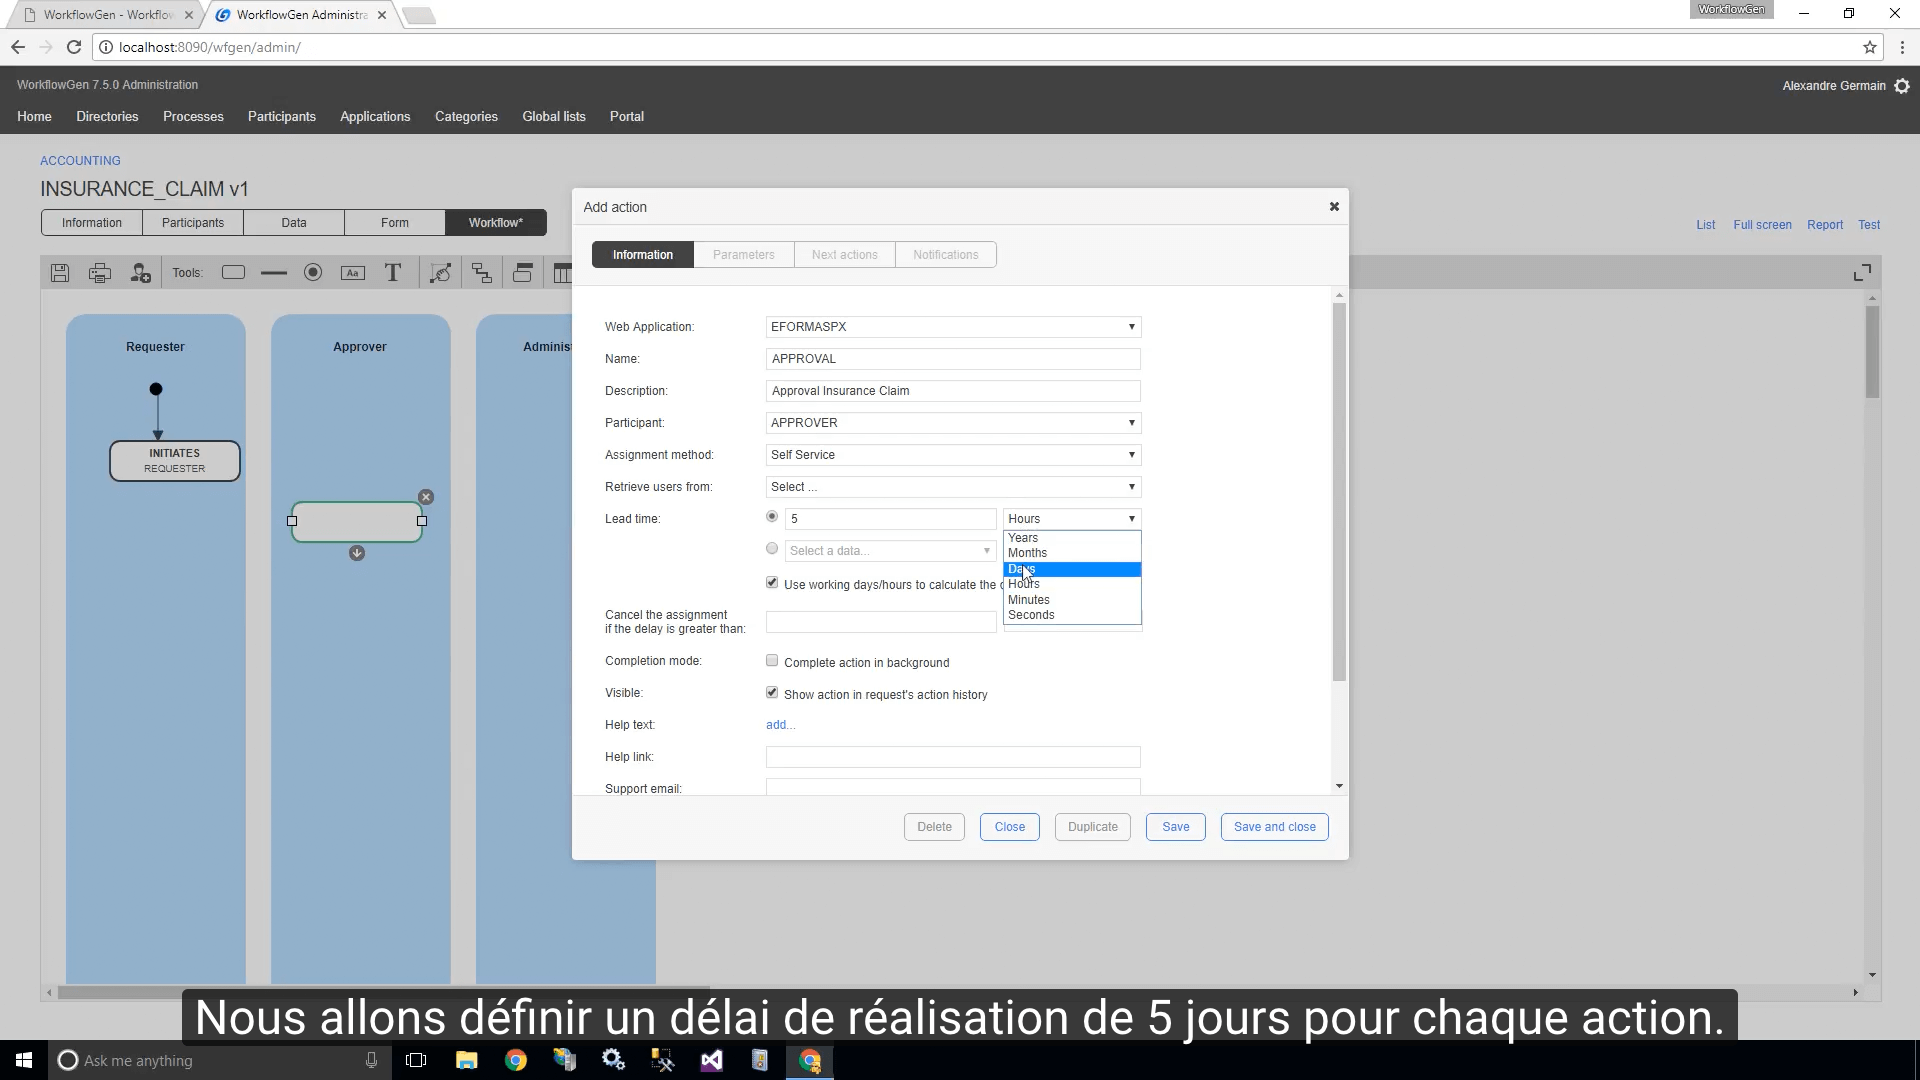 WorkflowGen - Workflow
WorkflowGen Administra
WorkflowGen
localhost:8090/wfgen/admin/
WorkflowGen 7.5.0 Administration
Alexandre Germain
Home Directories Processes Participants Applications Categories Global lists Portal
ACCOUNTING
INSURANCE_CLAIM v1
Information Participants Data Form Workflow*
List Full screen Report Test
Tools: Aa T
Requester
Approver
Adminis
INITIATES
REQUESTER
Add action
Information Parameters Next actions Notifications
Web Application: EFORMASPX
Name: APPROVAL
Description: Approval Insurance Claim
Participant: APPROVER
Assignment method: Self Service
Retrieve users from: Select ...
Lead time: 5 Hours
Years
Months
Days
Hours
Minutes
Seconds
Select a data...
Use working days/hours to calculate the
Cancel the assignment
if the delay is greater than:
Completion mode: Complete action in background
Visible: Show action in request's action history
Help text: add...
Help link:
Support email:
Delete Close Duplicate Save Save and close
Nous allons définir un délai de réalisation de 5 jours pour chaque action.
Ask me anything